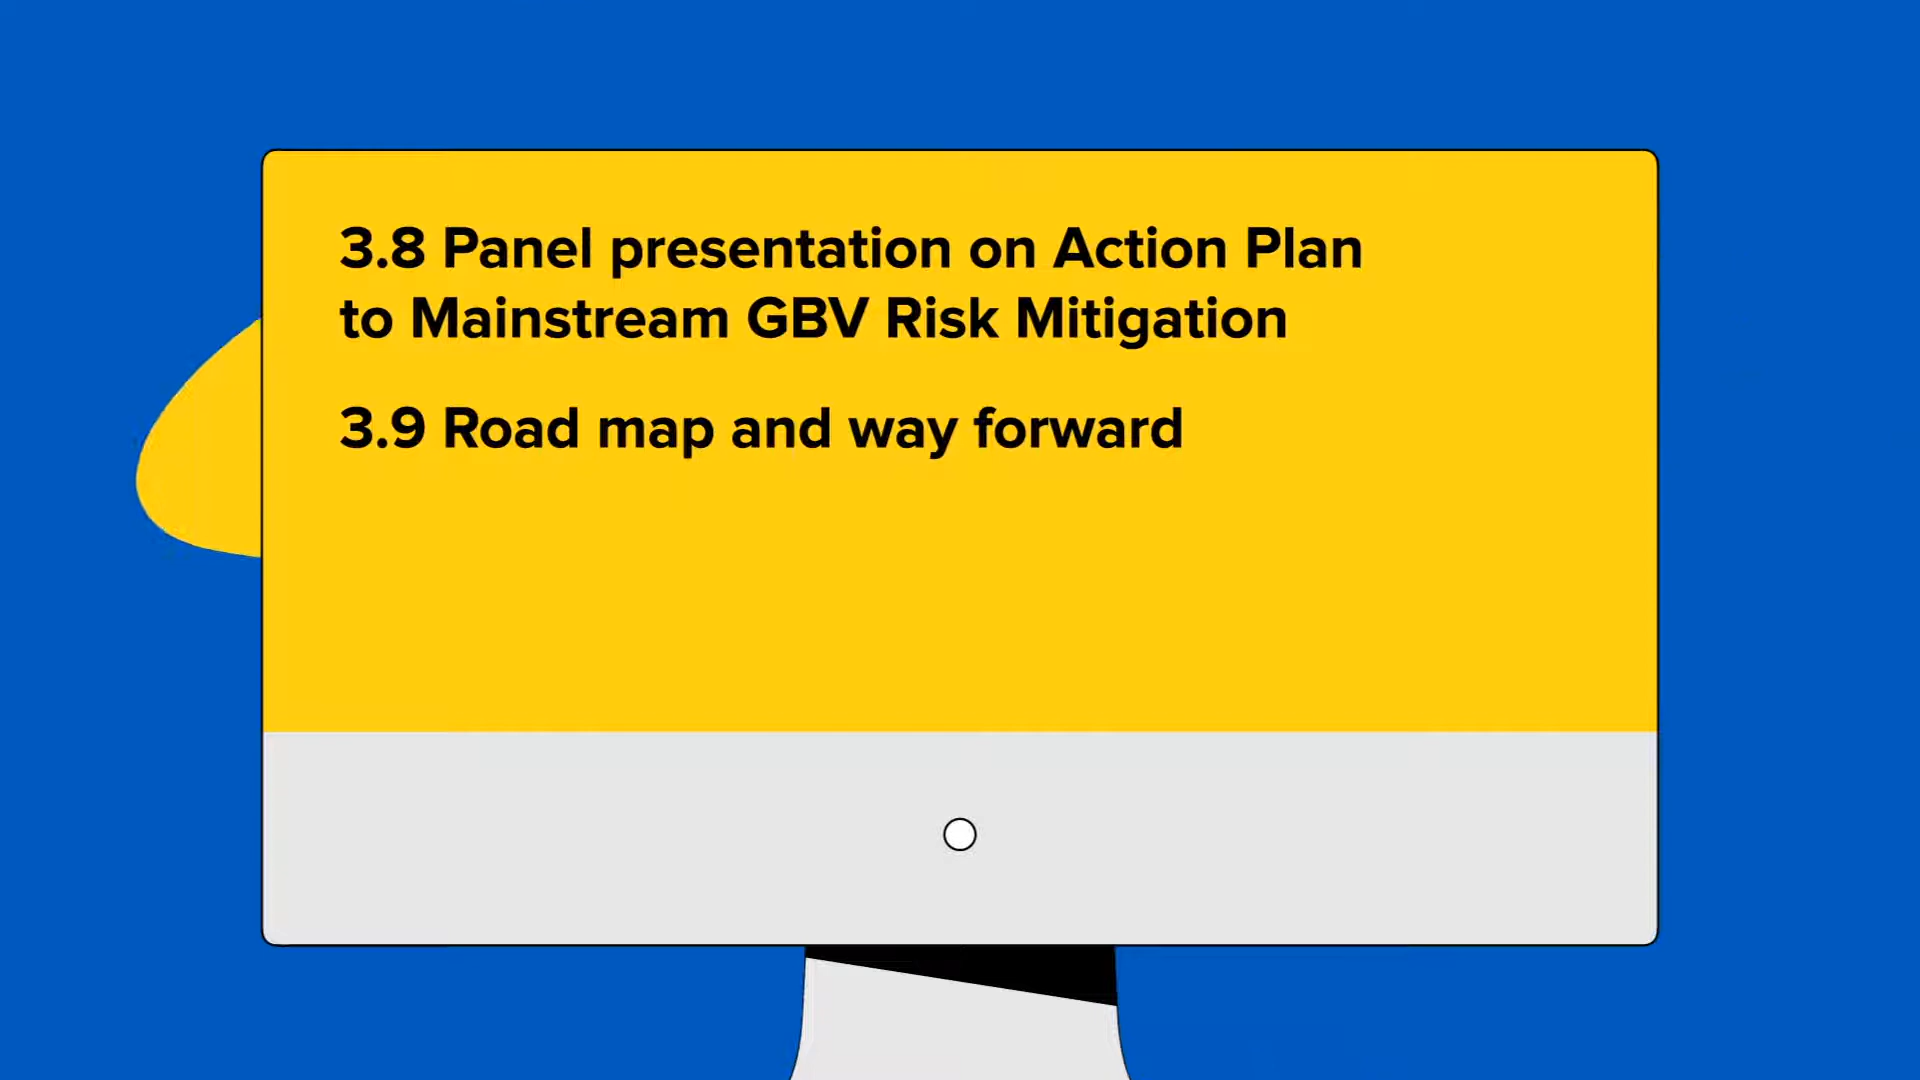 3.8 Panel presentation on Action Plan
to Mainstream GBV Risk Mitigation
3.9 Road map and way forward